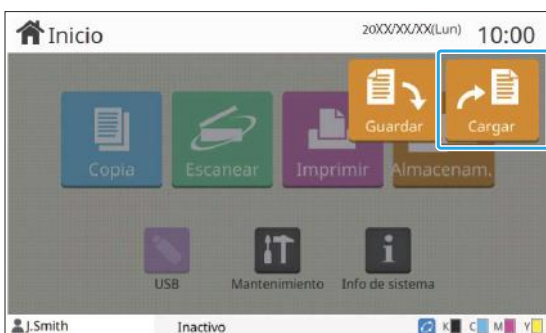 Inicio 20XX/XX/XX(Lun) 10:00
Guardar Cargar
Copia Escanear Imprimir Almacenam.
USB Mantenimiento Info de sistema
J.Smith Inactivo K C M Y